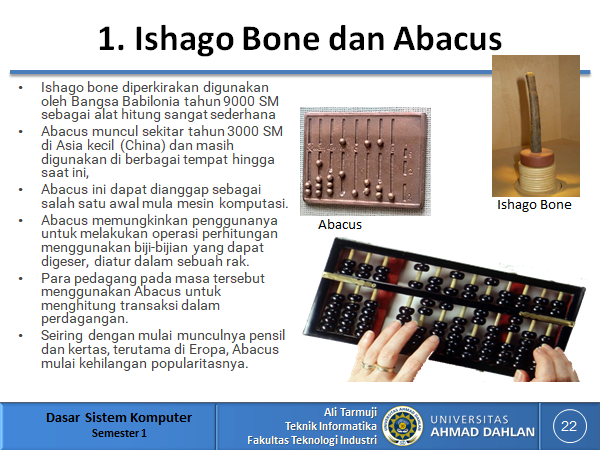 1. Ishago Bone dan Abacus
• Ishago bone diperkirakan digunakan
oleh Bangsa Babilonia tahun 9000 SM
sebagai alat hitung sangat sederhana
• Abacus muncul sekitar tahun 3000 SM
di Asia kecil (China) dan masih
digunakan di berbagai tempat hingga
saat ini,
• Abacus ini dapat dianggap sebagai
salah satu awal mula mesin komputasi.
• Abacus memungkinkan penggunanya
untuk melakukan operasi perhitungan
menggunakan biji-bijian yang dapat
digeser, diatur dalam sebuah rak.
• Para pedagang pada masa tersebut
menggunakan Abacus untuk
menghitung transaksi dalam
perdagangan.
• Seiring dengan mulai munculnya pensil
dan kertas, terutama di Eropa, Abacus
mulai kehilangan popularitasnya.
Abacus
Ishago Bone
Dasar Sistem Komputer
Semester 1
Ali Tarmuji
Teknik Informatika
Fakultas Teknologi Industri
UNIVERSITAS
AHMAD DAHLAN
22